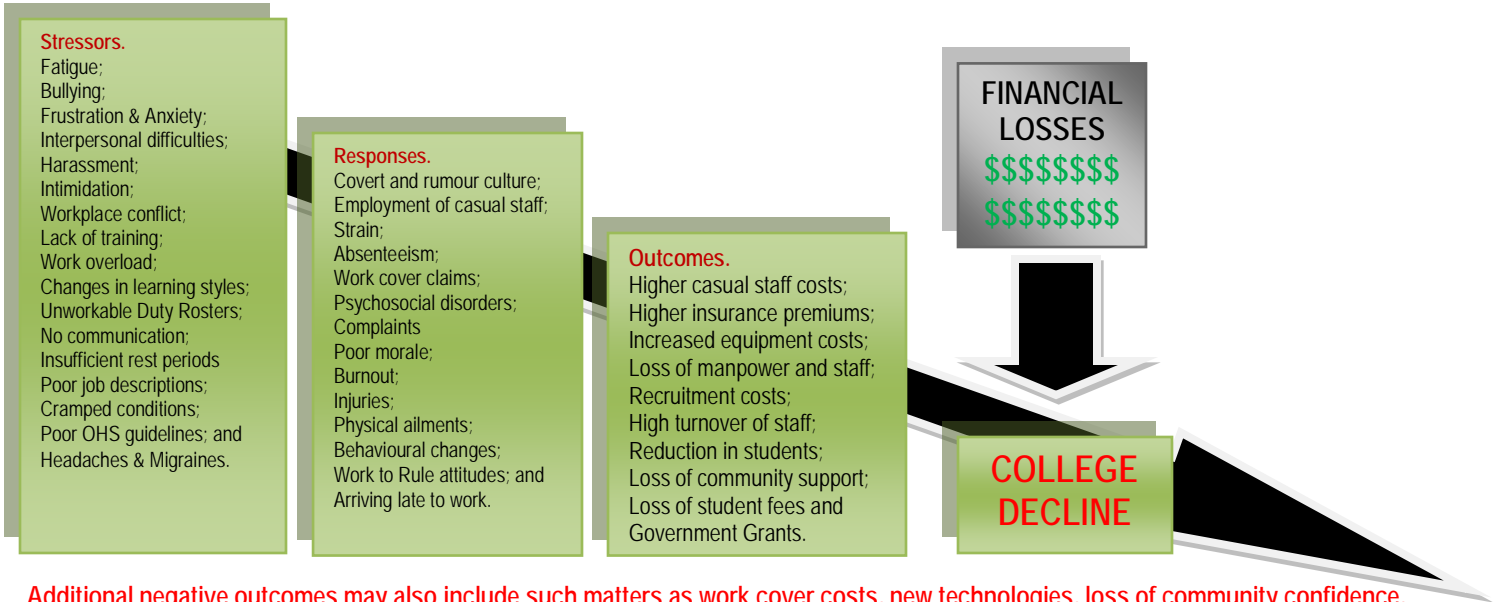 Stressors.
Fatigue;
Bullying;
Frustration & Anxiety;
Interpersonal difficulties;
Harassment;
Intimidation;
Workplace conflict;
Lack of training;
Work overload;
Changes in learning styles;
Unworkable Duty Rosters;
No communication;
Insufficient rest periods
Poor job descriptions;
Cramped conditions;
Poor OHS guidelines; and
Headaches & Migraines.
Responses.
Covert and rumour culture;
Employment of casual staff;
Strain;
Absenteeism;
Work cover claims;
Psychosocial disorders;
Complaints
Poor morale;
Burnout;
Injuries;
Physical ailments;
Behavioural changes;
Work to Rule attitudes; and
Arriving late to work.
Outcomes.
Higher casual staff costs;
Higher insurance premiums;
Increased equipment costs;
Loss of manpower and staff;
Recruitment costs;
High turnover of staff;
Reduction in students;
Loss of community support;
Loss of student fees and
Government Grants.
FINANCIAL
LOSSES
$$$$$$$$
$$$$$$$$
COLLEGE
DECLINE
Additional negative outcomes may also include such matters as work cover costs, new technologies, loss of community confidence